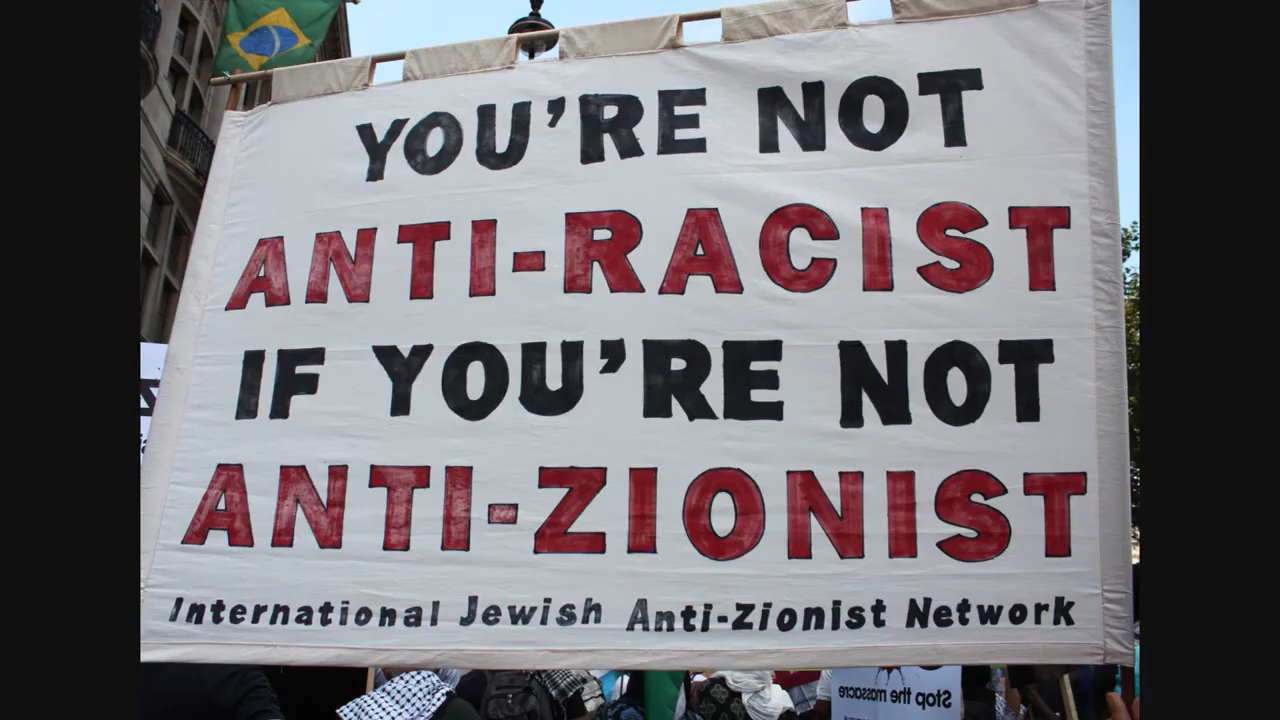 YOU'RE NOT
ANTI-RACIST
IF YOU'RE NOT
ANTI-ZIONIST
International Jewish Anti-Zionist Network
Stop the massacre